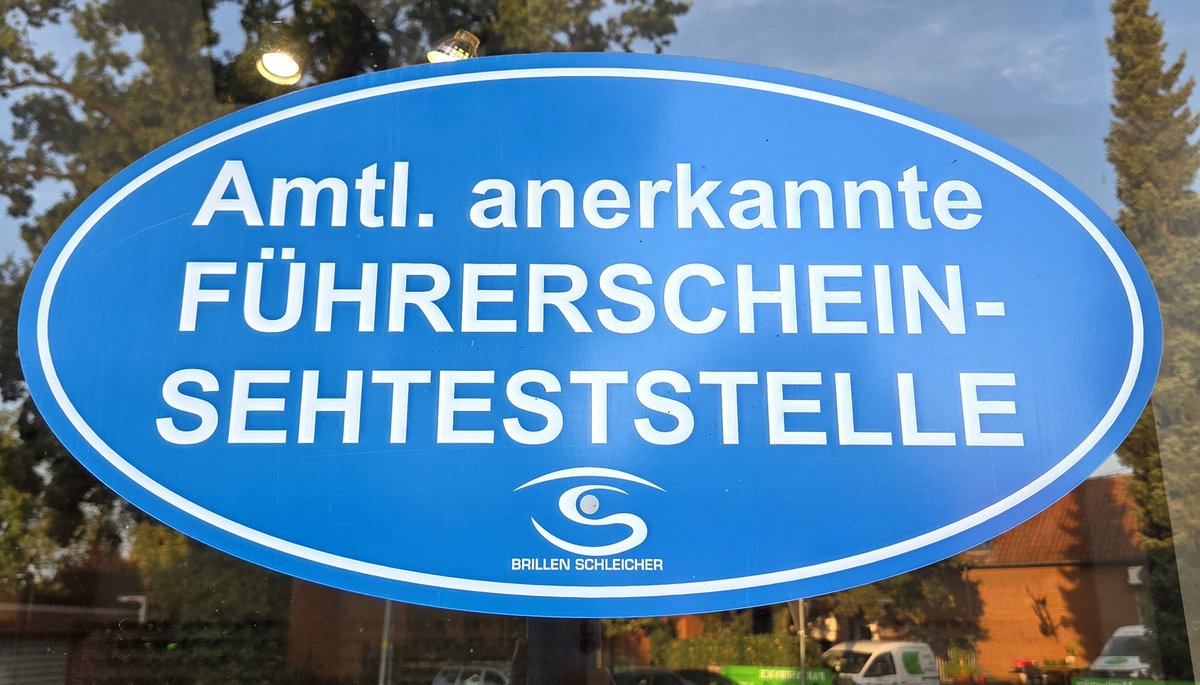 Amtl. anerkannte
FÜHRERSCHEIN-
SEHTESTSTELLE
BRILLEN SCHLEICHER